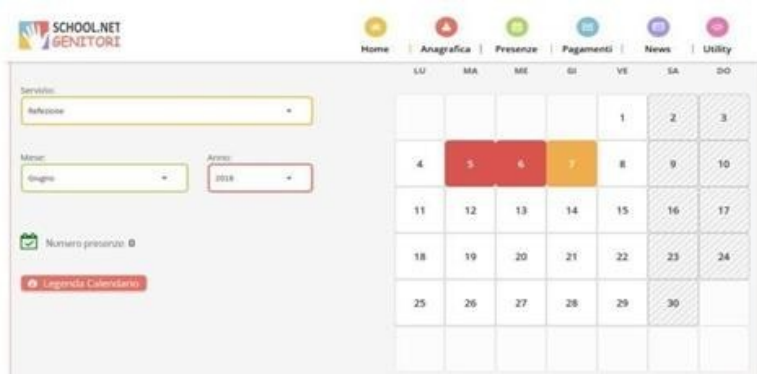 SCHOOL.NET
GENITORI
Home | Anagrafica | Presenze | Pagamenti | News | Utility
Servizio:
Refezione
Mese: Anno:
Giugno 2018
Numero presenze 0
Legenda Calendario
LU MA ME GI VE SA DO
1 2 3
4 5 6 7 8 9 10
11 12 13 14 15 16 17
18 19 20 21 22 23 24
25 26 27 28 29 30